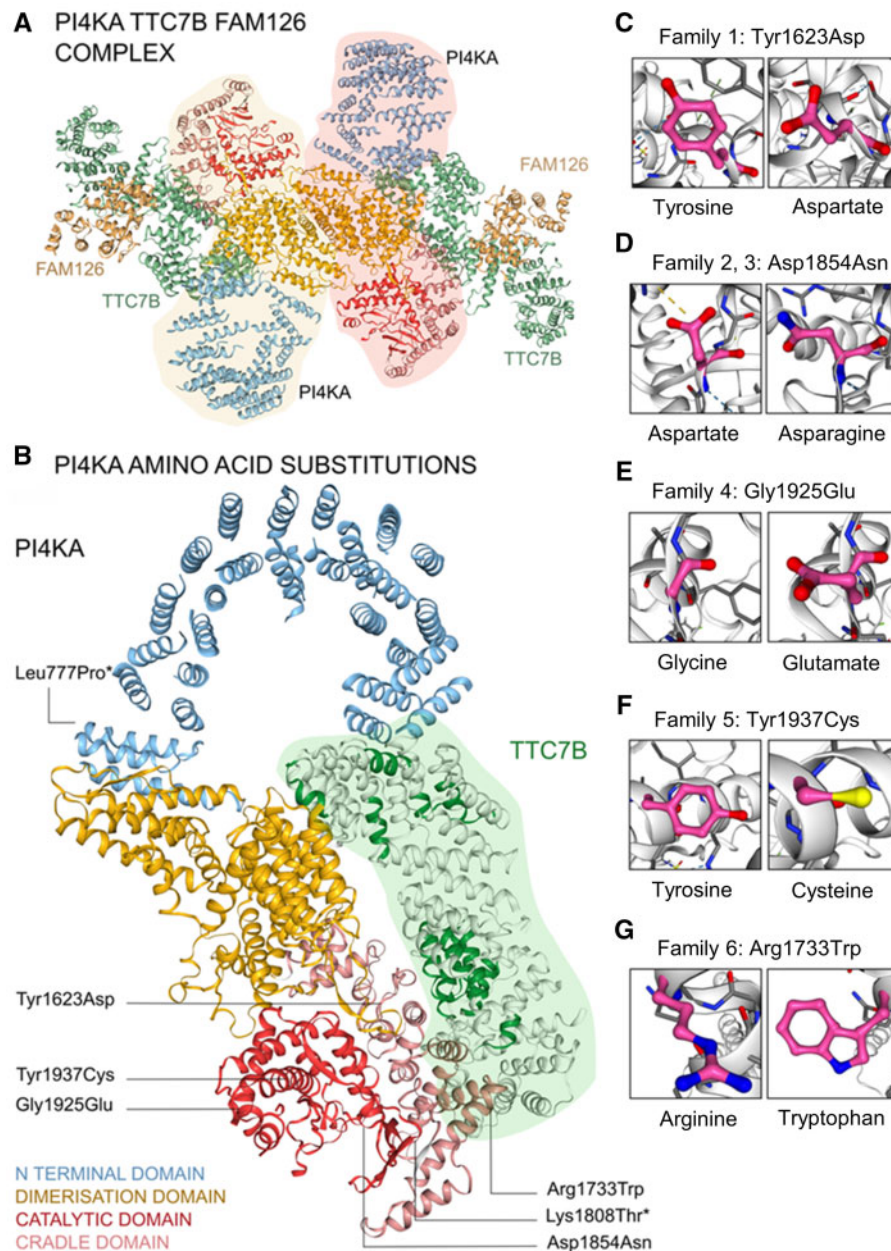 A
PI4KA TTC7B FAM126
COMPLEX
PI4KA
FAM126
FAM126
TTC7B
TTC7B
PI4KA
B
PI4KA AMINO ACID SUBSTITUTIONS
PI4KA
Leu777Pro*
TTC7B
Tyr1623Asp
Tyr1937Cys
Gly1925Glu
N TERMINAL DOMAIN
DIMERISATION DOMAIN
CATALYTIC DOMAIN
CRADLE DOMAIN
Arg1733Trp
Lys1808Thr*
Asp1854Asn
C
Family 1: Tyr1623Asp
Tyrosine Aspartate
D
Family 2, 3: Asp1854Asn
Aspartate Asparagine
E
Family 4: Gly1925Glu
Glycine Glutamate
F
Family 5: Tyr1937Cys
Tyrosine Cysteine
G
Family 6: Arg1733Trp
Arginine Tryptophan